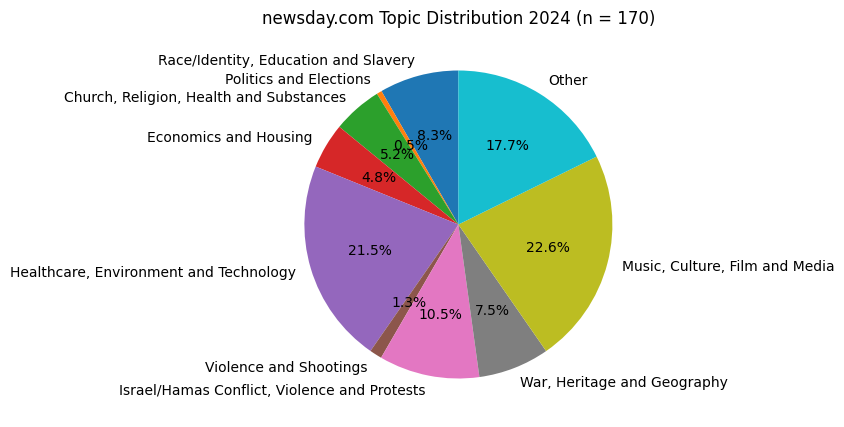 newsday.com Topic Distribution 2024 (n = 170)
Race/Identity, Education and Slavery
Politics and Elections
Church, Religion, Health and Substances
Economics and Housing
Healthcare, Environment and Technology
Violence and Shootings
Israel/Hamas Conflict, Violence and Protests
War, Heritage and Geography
Music, Culture, Film and Media
Other
8.3%
0.5%
5.2%
4.8%
21.5%
1.3%
10.5%
7.5%
22.6%
17.7%